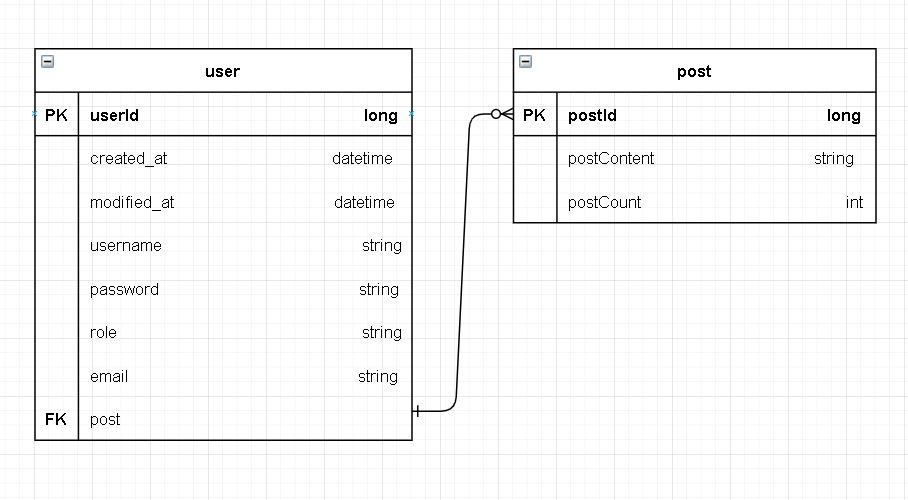 user
PK userId long
created_at datetime
modified_at datetime
username string
password string
role string
email string
FK post
post
PK postId long
postContent string
postCount int